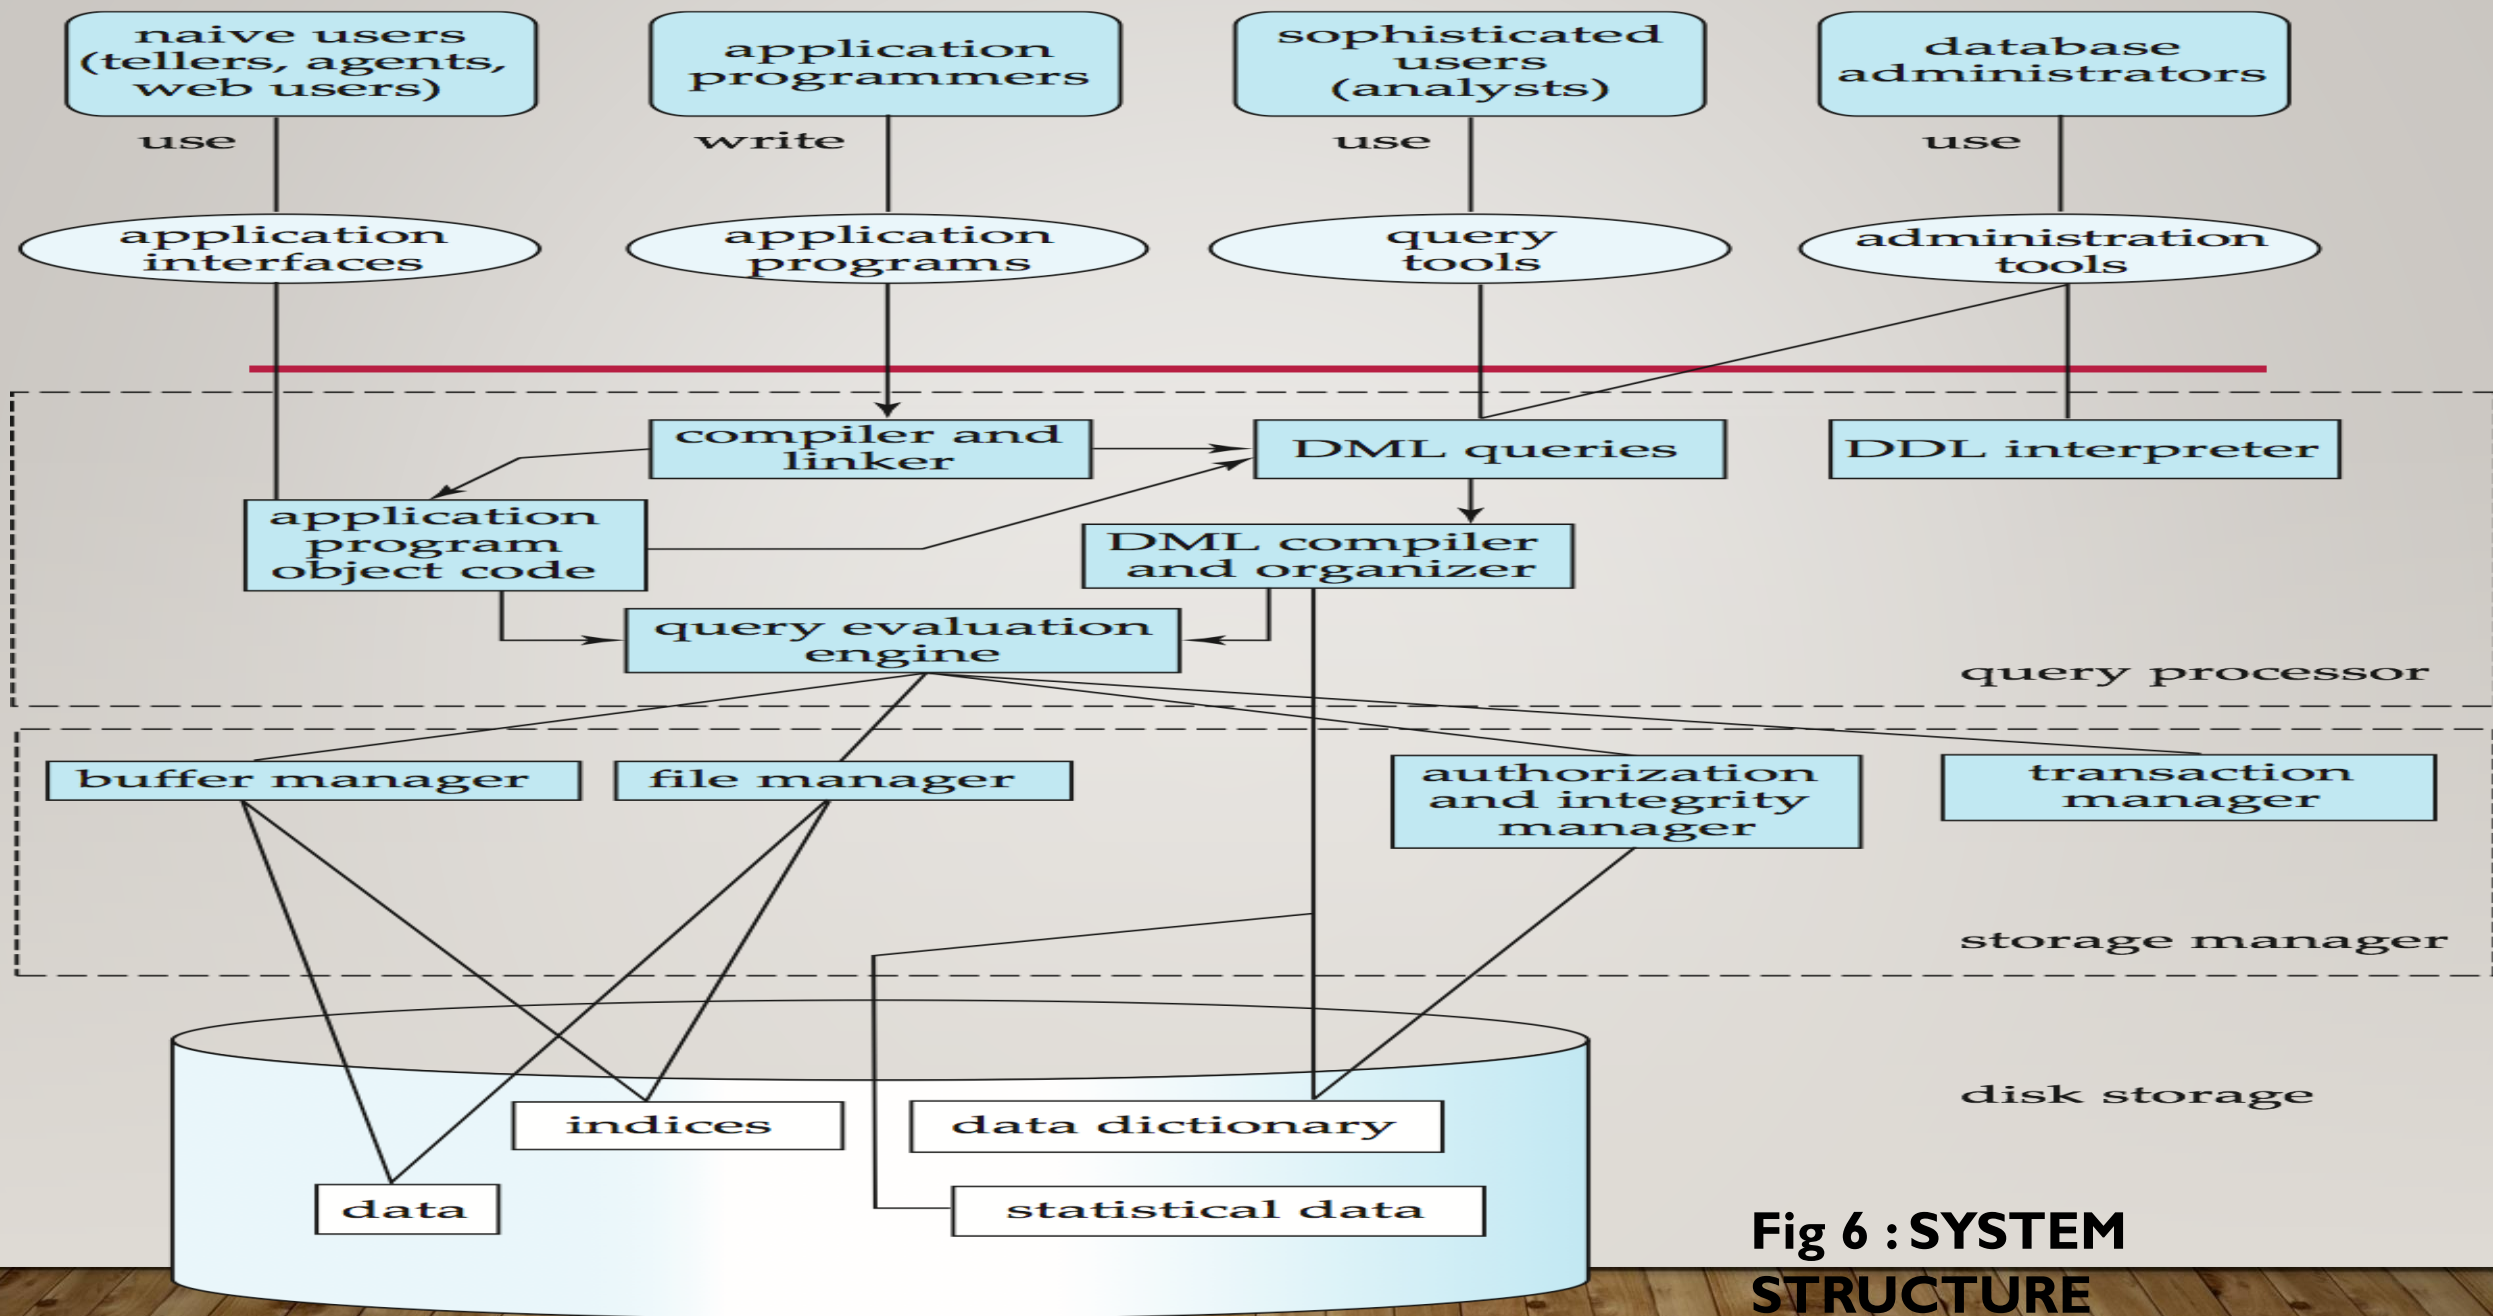 naive users
(tellers, agents,
web users)
application
programmers
sophisticated
users
(analysts)
database
administrators
use
write
use
use
application
interfaces
application
programs
query
tools
administration
tools
compiler and
linker
DML queries
DDL interpreter
application
program
object code
DML compiler
and organizer
query evaluation
engine
query processor
buffer manager
file manager
authorization
and integrity
manager
transaction
manager
storage manager
disk storage
indices
data dictionary
data
statistical data
Fig 6 : SYSTEM
STRUCTURE